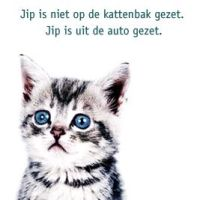 Jip is niet op de kattenbak gezet.
Jip is uit de auto gezet.